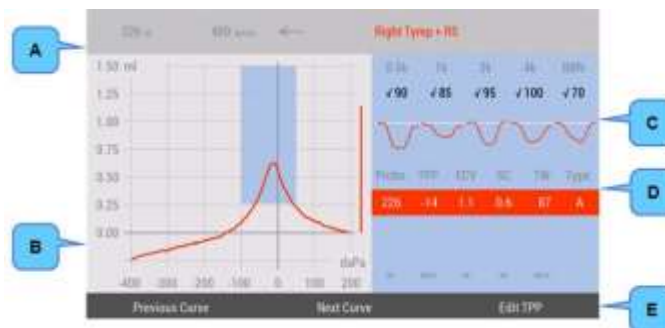 A
226
Right Tymp + RS
1.50 ml
0.5k 1k 2k 4k BBN
√90 √85 √95 √100 √70
1.25
1.00
C
0.75
0.50
Probe TPP ECV SC TW Type
D
226 -14 1.1 0.6 87 A
0.25
0.00
B
daPa
-400 -300 -200 -100 0 100 200
Previous Curve Next Curve Edit TPP
E